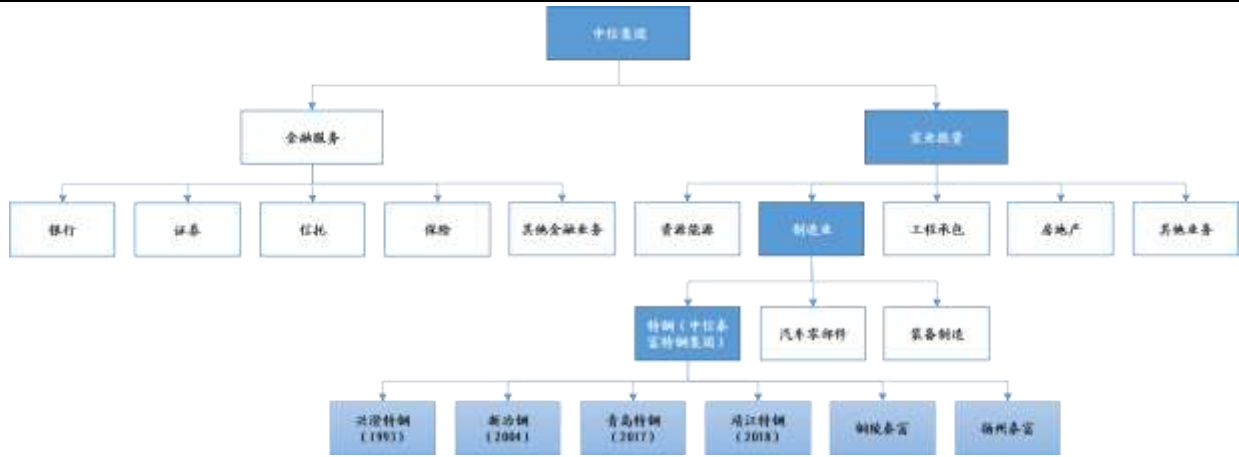 中信集团
金融服务
实业投资
银行
证券
信托
保险
其他金融业务
资源能源
制造业
工程承包
房地产
其他业务
特钢(中信泰
富特钢集团)
汽车零部件
装备制造
兴澄特钢
(1993)
新冶钢
(2004)
青岛特钢
(2017)
靖江特钢
(2018)
铜陵泰富
扬州泰富